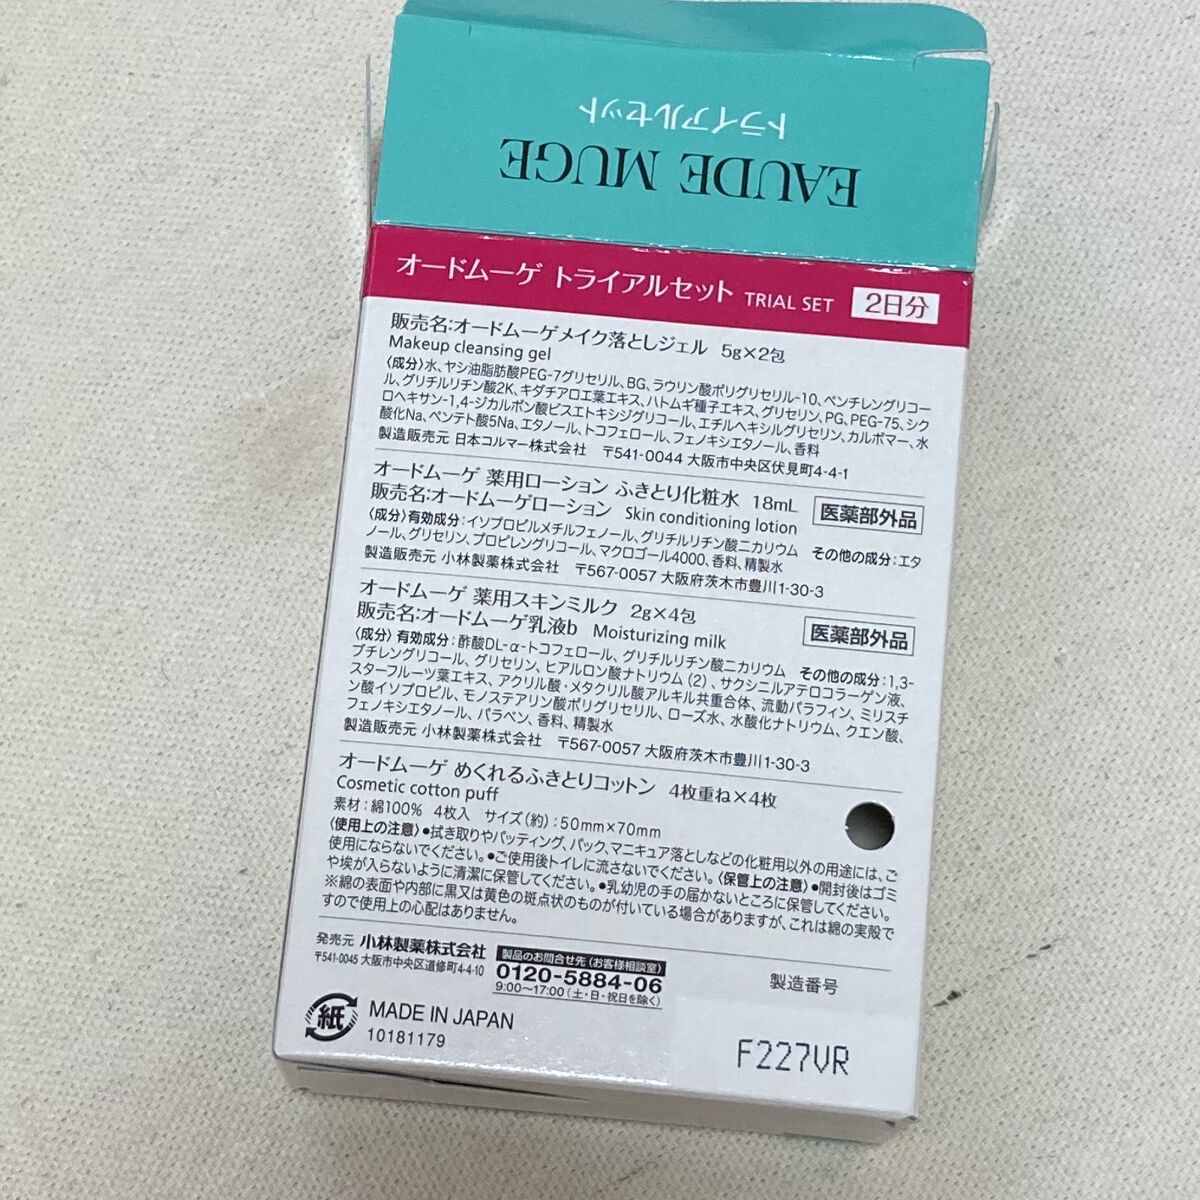 トライアルセット
EAUDE MUGE
オードムーゲ トライアルセット TRIAL SET 2日分
販売名:オードムーゲメイク落としジェル 5g×2包
Makeup cleansing gel
〈成分〉水、ヤシ油脂肪酸PEG-7グリセリル、BG、ラウリン酸ポリグリセリル-10、ペンチレングリコー
ル、グリチルリチン酸2K、キダチアロエ葉エキス、ハトムギ種子エキス、グリセリン、PG、PEG-75、シク
ロヘキサン-1,4-ジカルボン酸ビスエトキシジグリコール、エチルヘキシルグリセリン、カルボマー、水
酸化Na、ペンテト酸5Na、エタノール、トコフェロール、フェノキシエタノール、香料
製造販売元 日本コルマー株式会社 〒541-0044 大阪市中央区伏見町4-4-1
オードムーゲ 薬用ローション ふきとり化粧水 18mL
販売名:オードムーゲローション Skin conditioning lotion 医薬部外品
〈成分〉有効成分:イソプロピルメチルフェノール、グリチルリチン酸二カリウム その他の成分:エタ
ノール、グリセリン、プロピレングリコール、マクロゴール4000、香料、精製水
製造販売元 小林製薬株式会社 〒567-0057 大阪府茨木市豊川1-30-3
オードムーゲ 薬用スキンミルク 2g×4包
販売名:オードムーゲ乳液b Moisturizing milk 医薬部外品
〈成分〉有効成分:酢酸DL-α-トコフェロール、グリチルリチン酸二カリウム その他の成分:1,3-
ブチレングリコール、グリセリン、ヒアルロン酸ナトリウム(2)、サクシニルアテロコラーゲン液、
スターフルーツ葉エキス、アクリル酸・メタクリル酸アルキル共重合体、流動パラフィン、ミリスチ
ン酸イソプロピル、モノステアリン酸ポリグリセリル、ローズ水、水酸化ナトリウム、クエン酸、
フェノキシエタノール、パラベン、香料、精製水
製造販売元 小林製薬株式会社 〒567-0057 大阪府茨木市豊川1-30-3
オードムーゲ めくれるふきとりコットン 4枚重ね×4枚
Cosmetic cotton puff
素材:綿100% 4枚入 サイズ(約):50mm×70mm
〈使用上の注意〉●拭き取りやパッティング、パック、マニキュア落としなどの化粧用以外の用途には、ご
使用にならないでください。●ご使用後トイレに流さないでください。〈保管上の注意〉●開封後はゴミ
や埃が入らないように清潔に保管してください。●乳幼児の手の届かないところに保管してください。
※綿の表面や内部に黒又は黄色の斑点状のものが付いている場合がありますが、これは綿の実殻で
すので使用上の心配はありません。
発売元 小林製薬株式会社
〒541-0045 大阪市中央区道修町4-4-10
製品のお問合せ先(お客様相談室)
0120-5884-06
9:00~17:00(土・日・祝日を除く)
製造番号
紙
MADE IN JAPAN
10181179
F227VR